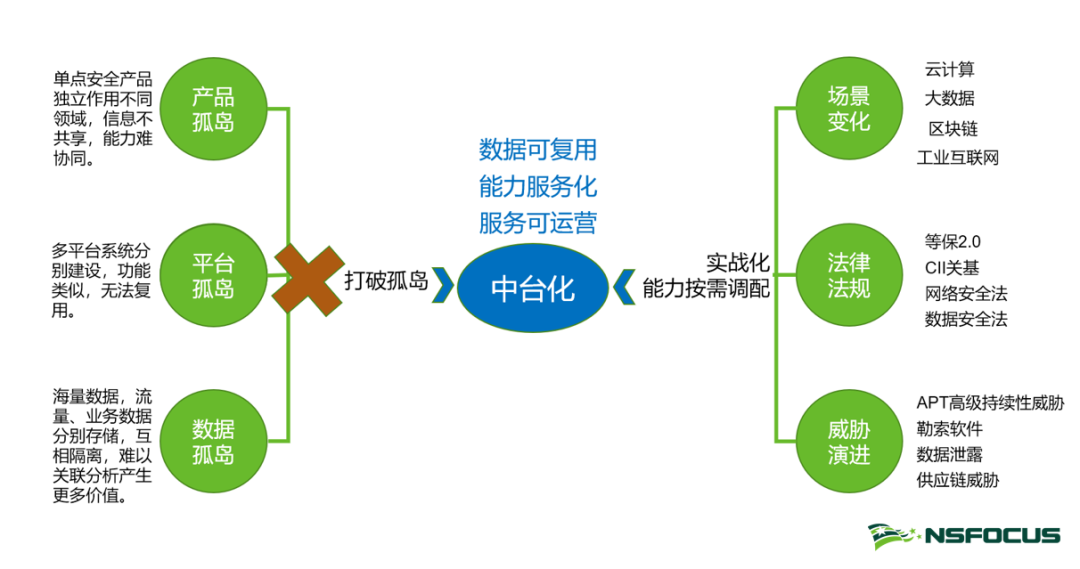 单点安全产品
独立作用不同
领域，信息不
共享，能力难
协同。
产品
孤岛
多平台系统分
别建设，功能
类似，无法复
用。
平台
孤岛
海量数据，流
量、业务数据
分别存储，互
相隔离，难以
关联分析产生
更多价值。
数据
孤岛
打破孤岛
数据可复用
能力服务化
服务可运营
中台化
实战化
能力按需调配
场景
变化
云计算
大数据
区块链
工业互联网
法律
法规
等保2.0
CII关基
网络安全法
数据安全法
威胁
演进
APT高级持续性威胁
勒索软件
数据泄露
供应链威胁
NSFOCUS